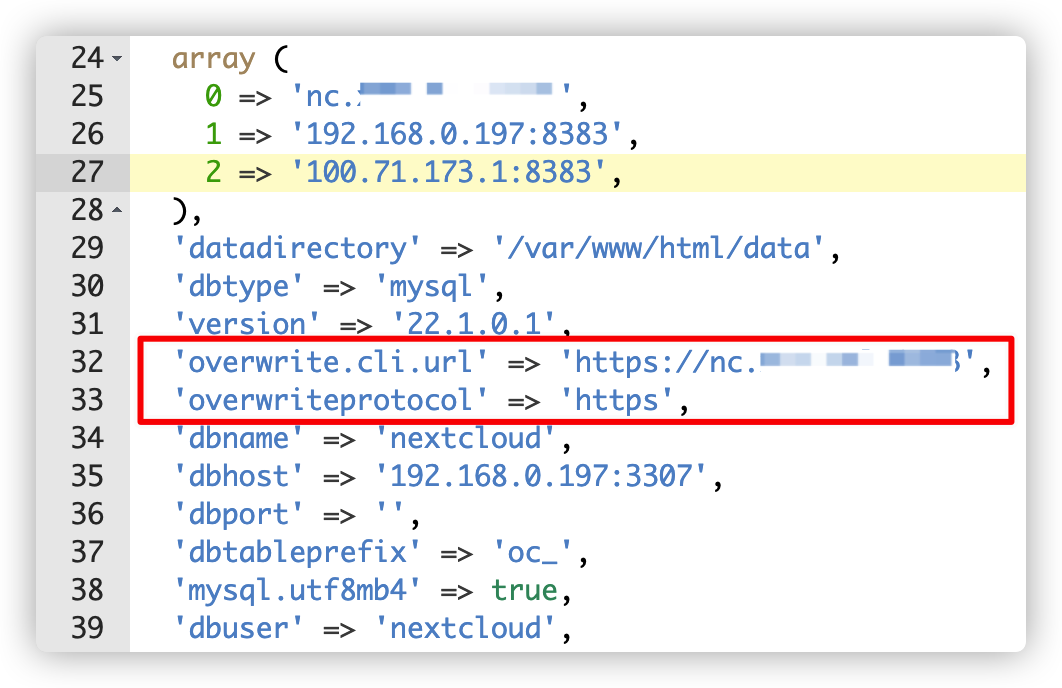 24 array (
25 0 => 'nc. ',
26 1 => '192.168.0.197:8383',
27 2 => '100.71.173.1:8383',
28 ),
29 'datadirectory' => '/var/www/html/data',
30 'dbtype' => 'mysql',
31 'version' => '22.1.0.1',
32 'overwrite.cli.url' => 'https://nc. ',
33 'overwriteprotocol' => 'https',
34 'dbname' => 'nextcloud',
35 'dbhost' => '192.168.0.197:3307',
36 'dbport' => '',
37 'dbtableprefix' => 'oc_',
38 'mysql.utf8mb4' => true,
39 'dbuser' => 'nextcloud',